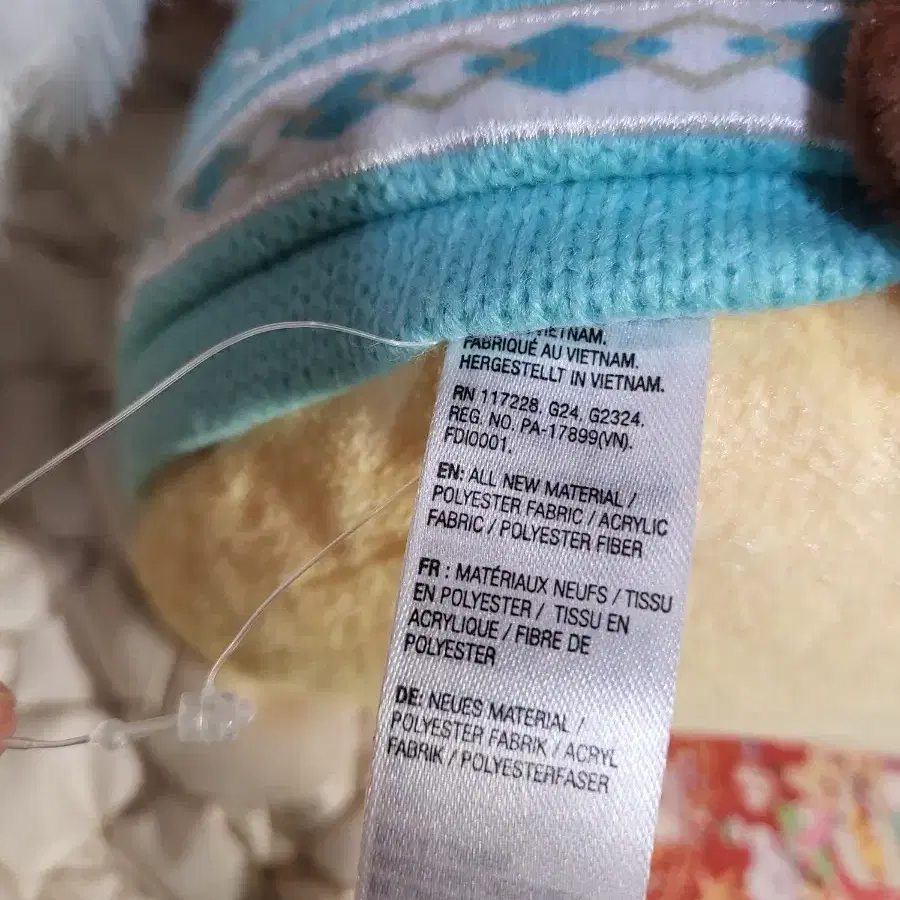 VIETNAM.
FABRIQUÉ AU VIETNAM.
HERGESTELLT IN VIETNAM.
RN 117228, G24, G2324.
REG. NO. PA-17899(VN).
FDI0001.
EN: ALL NEW MATERIAL /
POLYESTER FABRIC / ACRYLIC
FABRIC / POLYESTER FIBER
FR : MATÉRIAUX NEUFS / TISSU
EN POLYESTER / TISSU EN
ACRYLIQUE / FIBRE DE
POLYESTER
DE: NEUES MATERIAL /
POLYESTER FABRIK / ACRYL
FABRIK / POLYESTERFASER